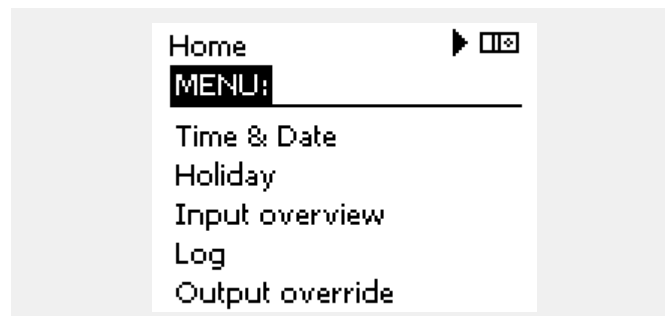 Home
MENU:
Time & Date
Holiday
Input overview
Log
Output override